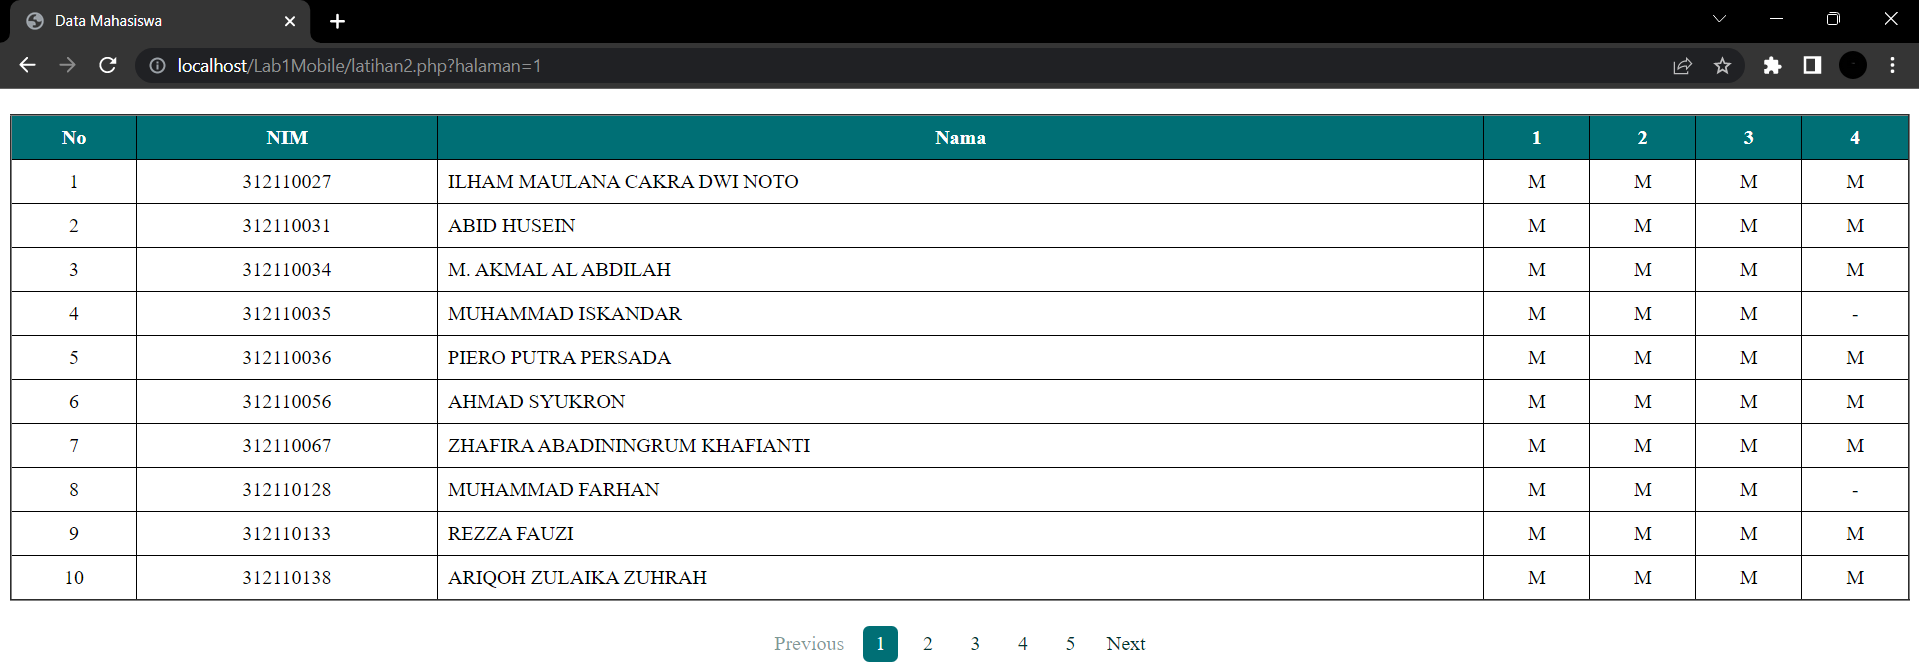 Data Mahasiswa
localhost/Lab1Mobile/latihan2.php?halaman=1
No NIM Nama 1 2 3 4
1 312110027 ILHAM MAULANA CAKRA DWI NOTO M M M M
2 312110031 ABID HUSEIN M M M M
3 312110034 M. AKMAL AL ABDILAH M M M M
4 312110035 MUHAMMAD ISKANDAR M M M -
5 312110036 PIERO PUTRA PERSADA M M M M
6 312110056 AHMAD SYUKRON M M M M
7 312110067 ZHAFIRA ABADININGRUM KHAFIANTI M M M M
8 312110128 MUHAMMAD FARHAN M M M -
9 312110133 REZZA FAUZI M M M M
10 312110138 ARIQOH ZULAIKA ZUHRAH M M M M
Previous 1 2 3 4 5 Next